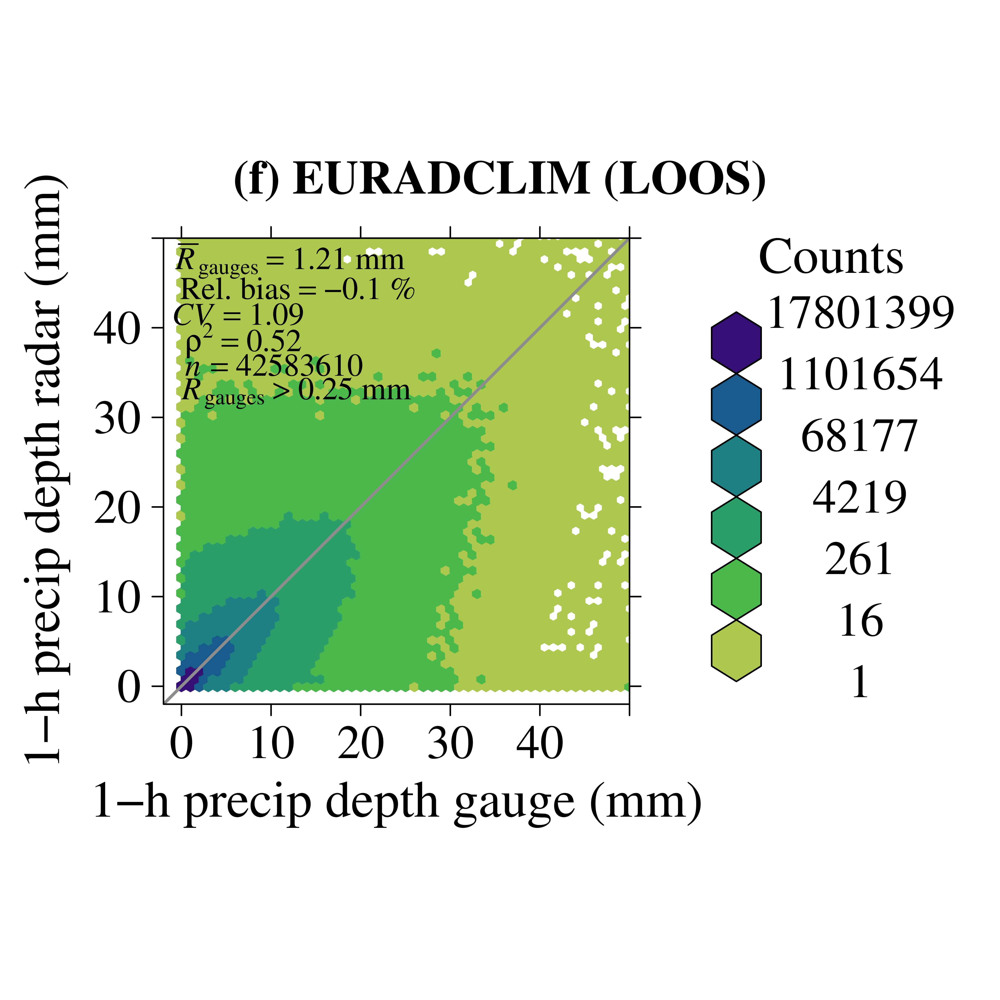 (f) EURADCLIM (LOOS)
1−h precip depth radar (mm)
R̅gauges = 1.21 mm
Rel. bias = −0.1 %
CV = 1.09
ρ² = 0.52
n = 42583610
Rgauges > 0.25 mm
40
30
20
10
0
0 10 20 30 40
1−h precip depth gauge (mm)
Counts
17801399
1101654
68177
4219
261
16
1